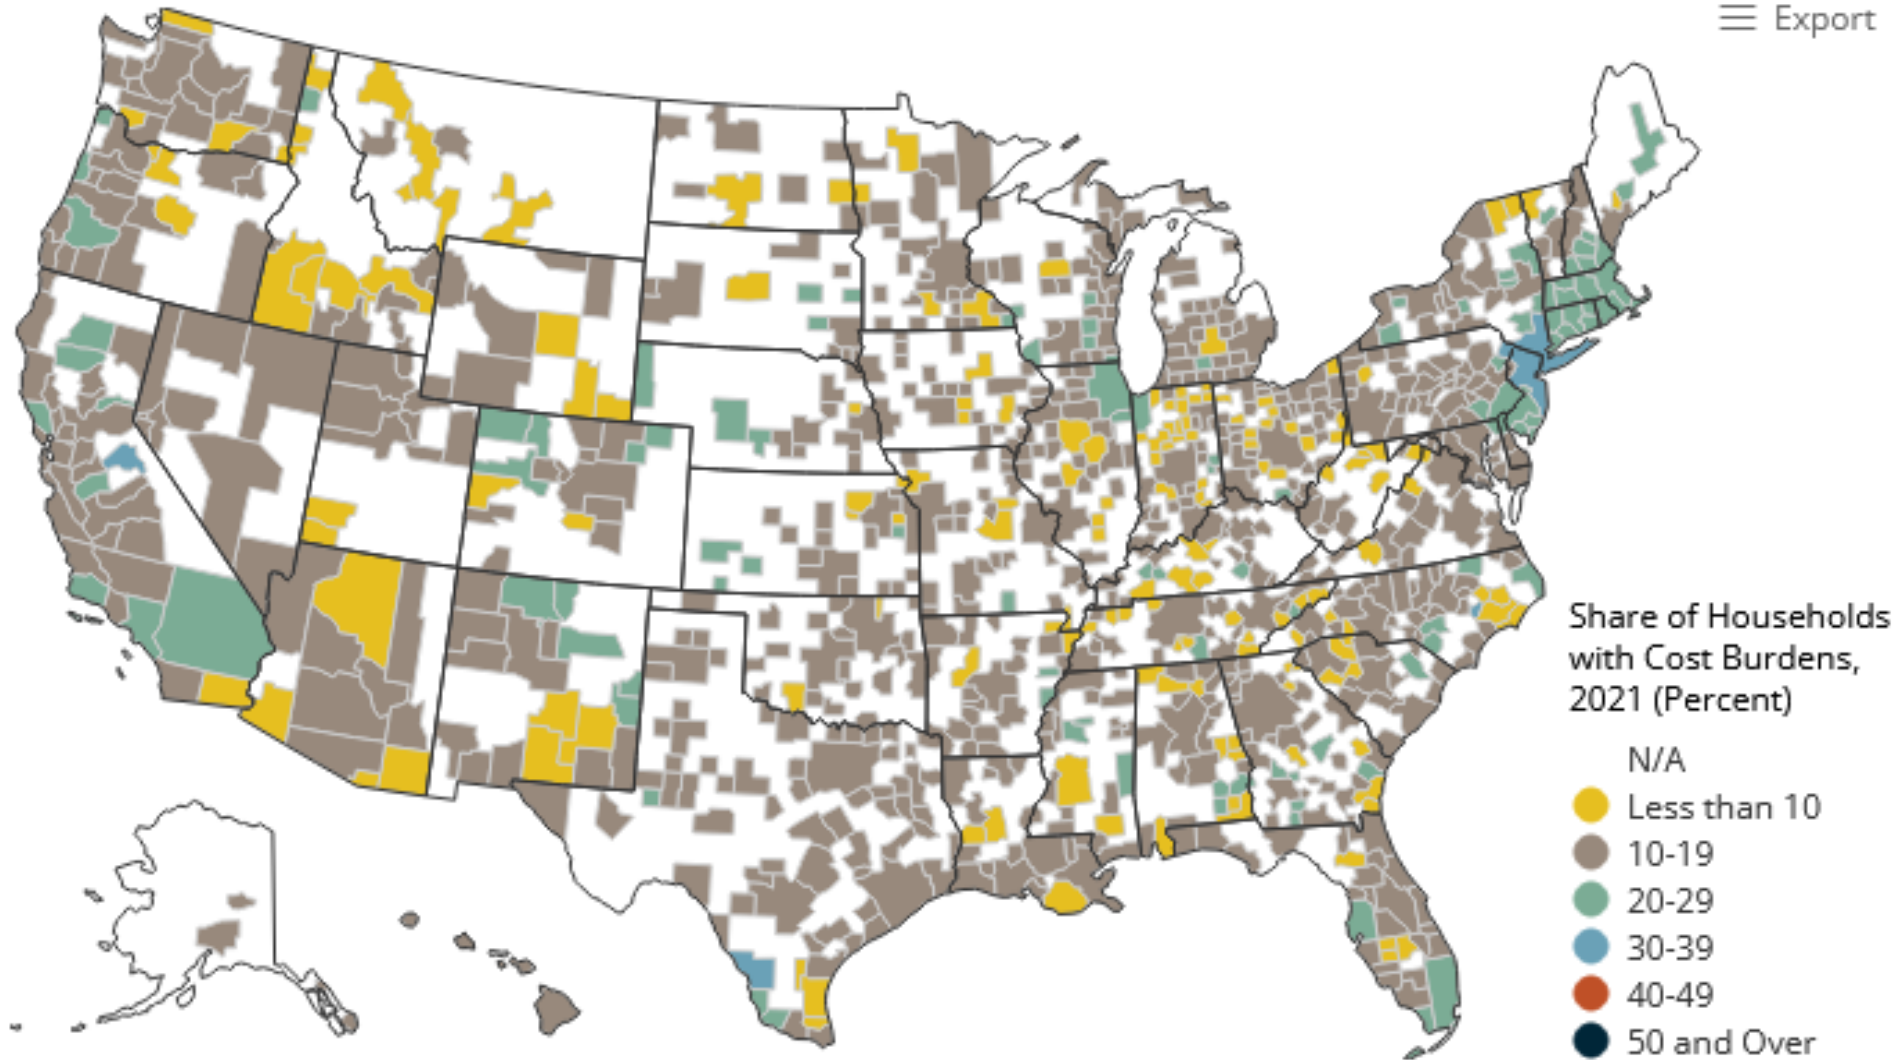 Export
Share of Households
with Cost Burdens,
2021 (Percent)
N/A
Less than 10
10-19
20-29
30-39
40-49
50 and Over